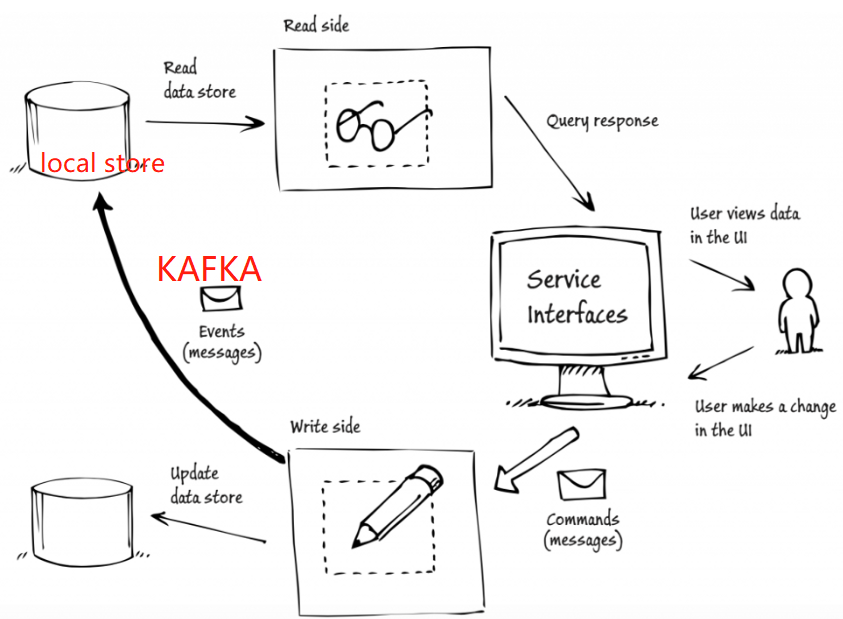 Read side
Read
data store
local store
Query response
User views data
in the UI
Service
Interfaces
KAFKA
Events
(messages)
User makes a change
in the UI
Write side
Update
data store
Commands
(messages)